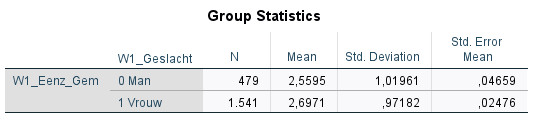 Group Statistics
W1_Geslacht N Mean Std. Deviation Std. Error Mean
W1_Eenz_Gem 0 Man 479 2,5595 1,01961 ,04659
1 Vrouw 1.541 2,6971 ,97182 ,02476